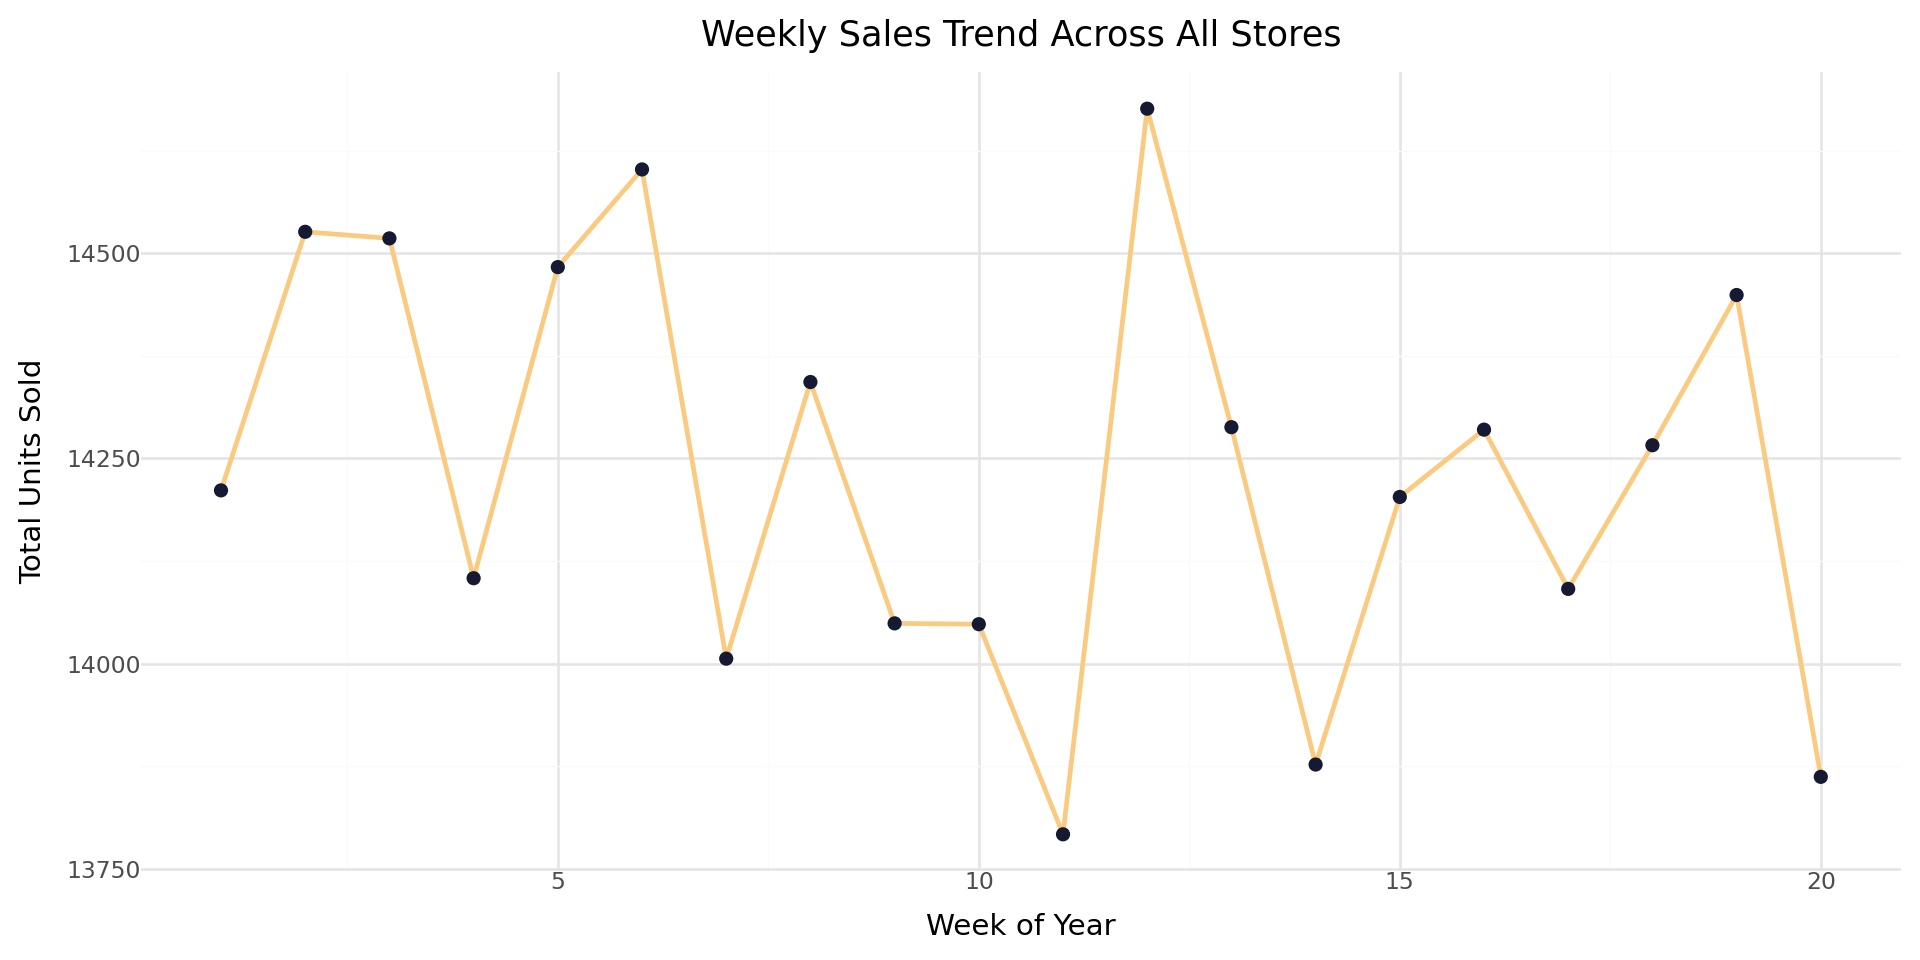 Weekly Sales Trend Across All Stores
Total Units Sold
14500
14250
14000
13750
5 10 15 20
Week of Year